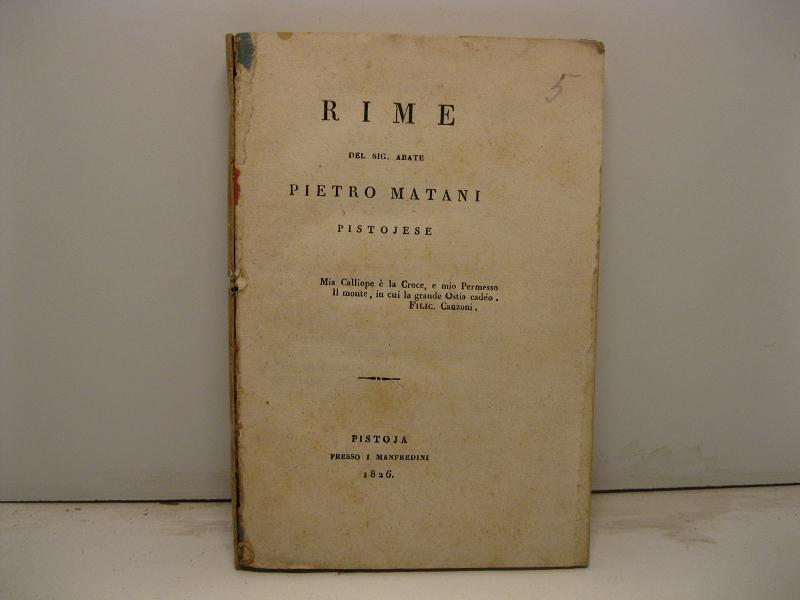 5
RIME
DEL SIG. ABATE
PIETRO MATANI
PISTOJESE
Mia Calliope è la Croce, e mio Permesso
Il monte, in cui la grande Ostia cadéo.
FILIC. Canzoni.
PISTOJA
PRESSO I MANFREDINI
1826.